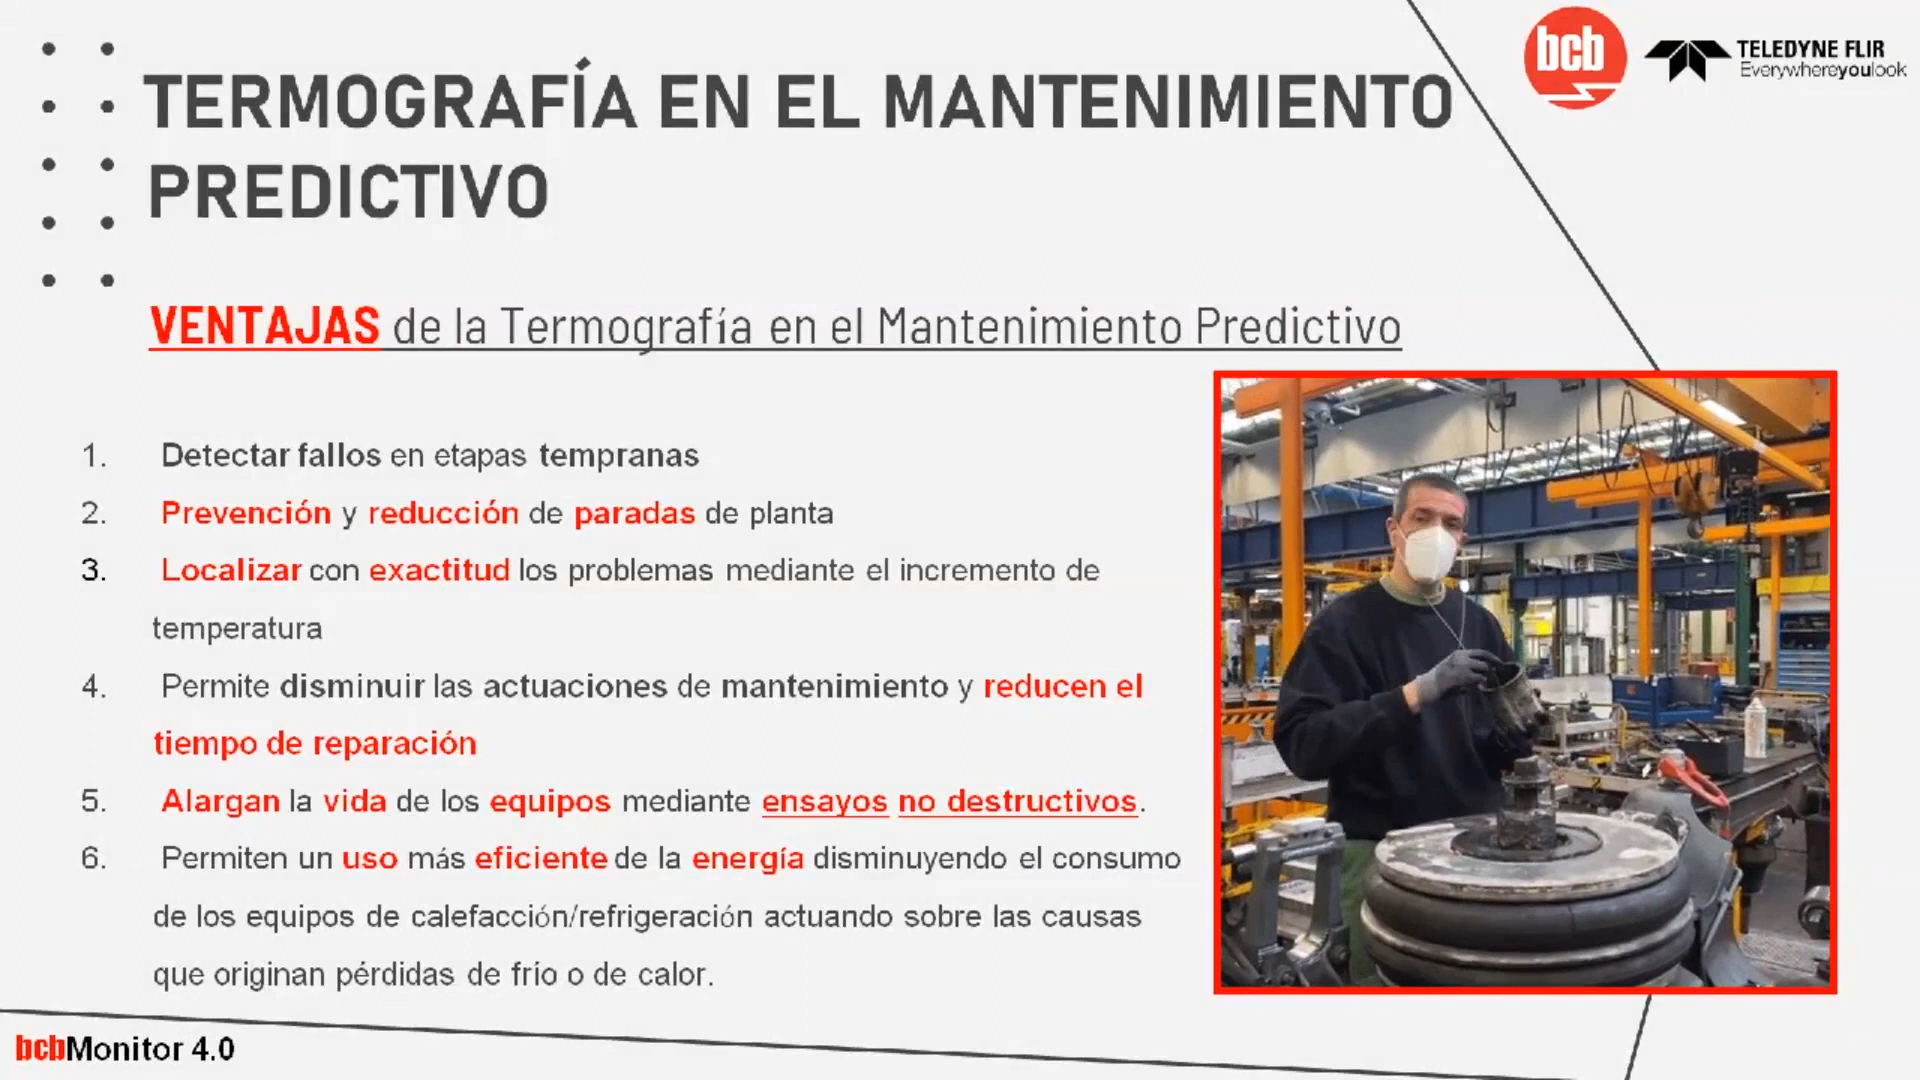 bcb
TELEDYNE FLIR
Everywhereyoulook
TERMOGRAFÍA EN EL MANTENIMIENTO
PREDICTIVO
VENTAJAS de la Termografía en el Mantenimiento Predictivo
1. Detectar fallos en etapas tempranas
2. Prevención y reducción de paradas de planta
3. Localizar con exactitud los problemas mediante el incremento de
temperatura
4. Permite disminuir las actuaciones de mantenimiento y reducen el
tiempo de reparación
5. Alargan la vida de los equipos mediante ensayos no destructivos.
6. Permiten un uso más eficiente de la energía disminuyendo el consumo
de los equipos de calefacción/refrigeración actuando sobre las causas
que originan pérdidas de frío o de calor.
bcbMonitor 4.0